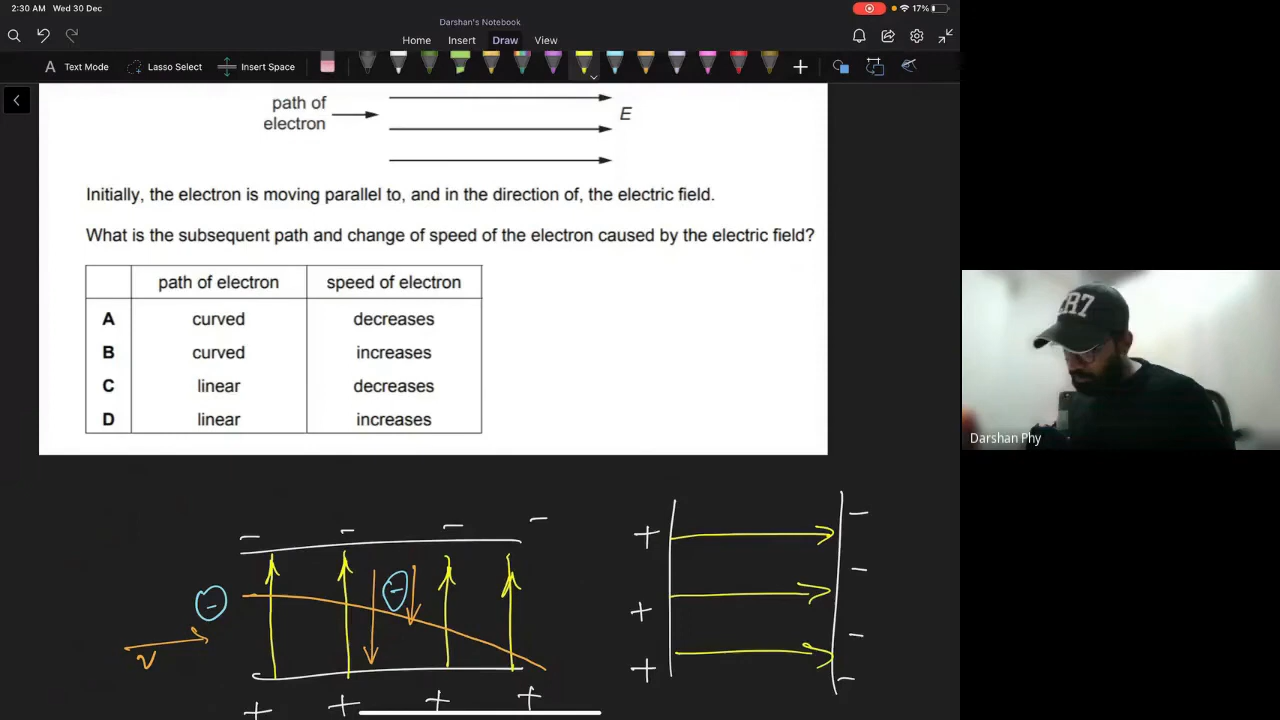 2:30 AM Wed 30 Dec
17%
Darshan's Notebook
Home Insert Draw View
Text Mode Lasso Select Insert Space
path of
electron
E
Initially, the electron is moving parallel to, and in the direction of, the electric field.
What is the subsequent path and change of speed of the electron caused by the electric field?
path of electron speed of electron
A curved decreases
B curved increases
C linear decreases
D linear increases
- - - -
- -
v
+ + + +
+ -
-
+ -
+ -
Darshan Phy